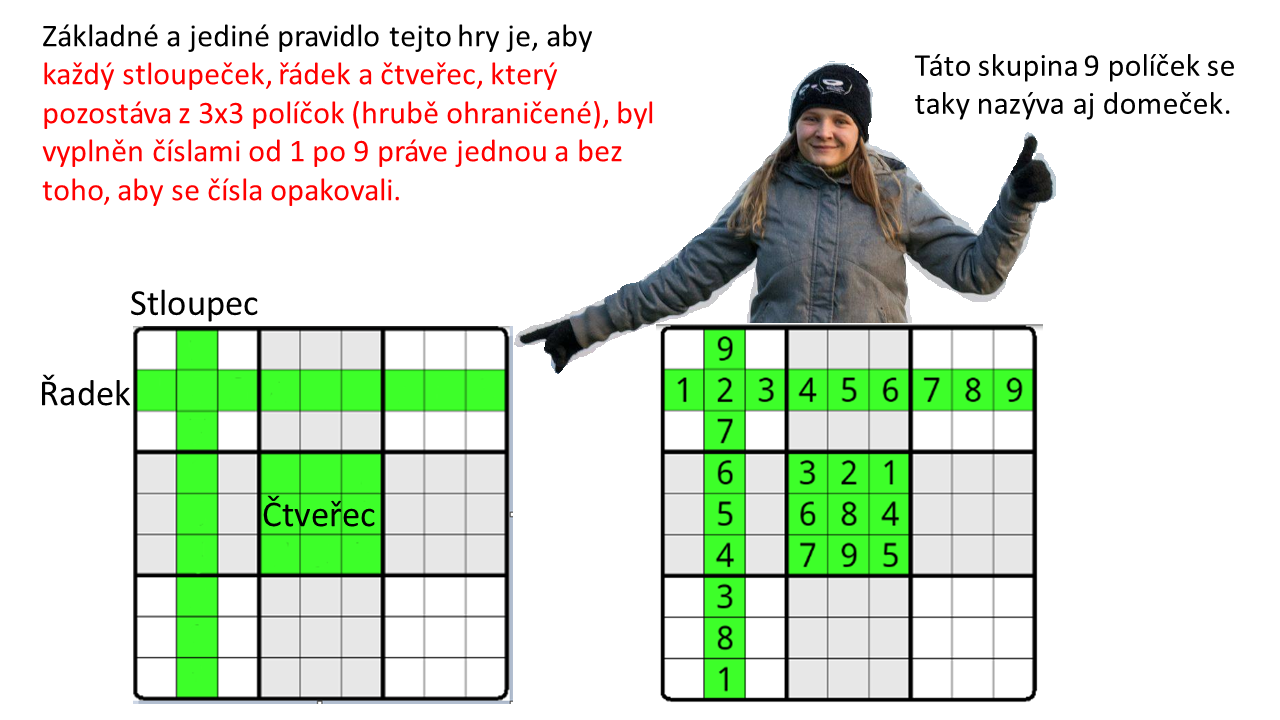 Základné a jediné pravidlo tejto hry je, aby
každý stloupeček, řádek a čtveřec, který
pozostáva z 3x3 políčok (hrubě ohraničené), byl
vyplněn číslami od 1 po 9 práve jednou a bez
toho, aby se čísla opakovali.
Táto skupina 9 políček se
taky nazýva aj domeček.
Stloupec
Řadek
Čtveřec
9
1 2 3 4 5 6 7 8 9
7
6 3 2 1
5 6 8 4
4 7 9 5
3
8
1